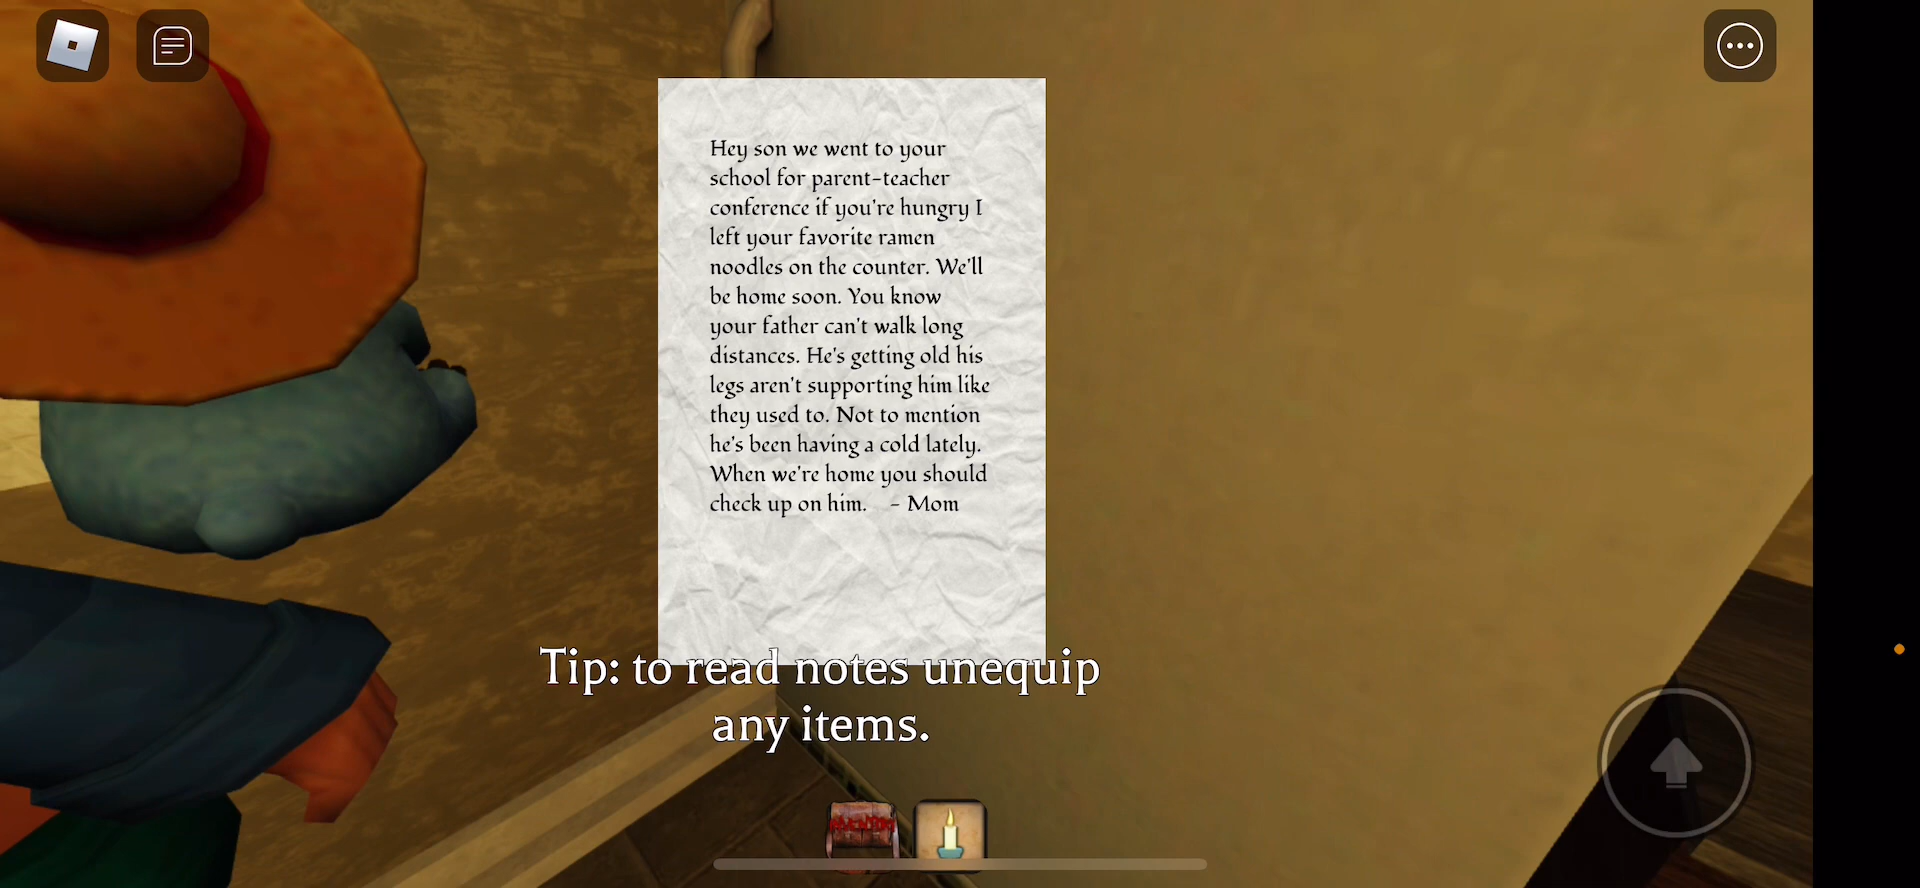 Hey son we went to your
school for parent-teacher
conference if you're hungry I
left your favorite ramen
noodles on the counter. We'll
be home soon. You know
your father can't walk long
distances. He's getting old his
legs aren't supporting him like
they used to. Not to mention
he's been having a cold lately.
When we're home you should
check up on him. - Mom
Tip: to read notes unequip
any items.